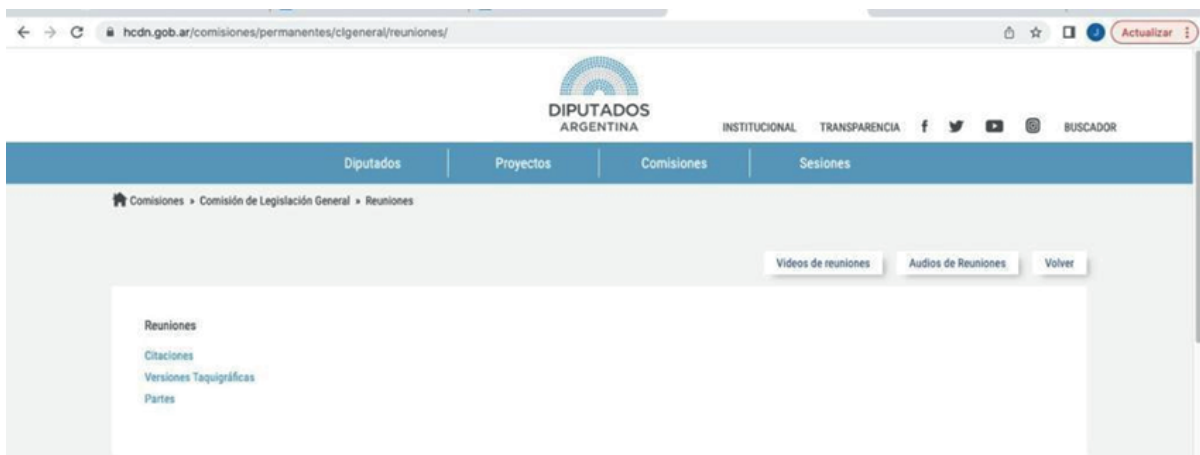 hcdn.gob.ar/comisiones/permanentes/clgeneral/reuniones/
J
Actualizar
DIPUTADOS
ARGENTINA
INSTITUCIONAL TRANSPARENCIA BUSCADOR
Diputados Proyectos Comisiones Sesiones
Comisiones » Comisión de Legislación General » Reuniones
Videos de reuniones Audios de Reuniones Volver
Reuniones
Citaciones
Versiones Taquigráficas
Partes